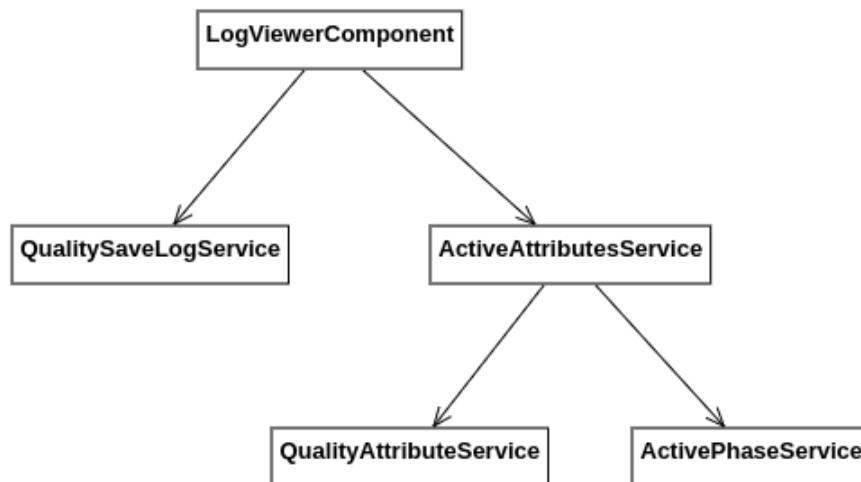 LogViewerComponent
QualitySaveLogService
ActiveAttributesService
QualityAttributeService
ActivePhaseService